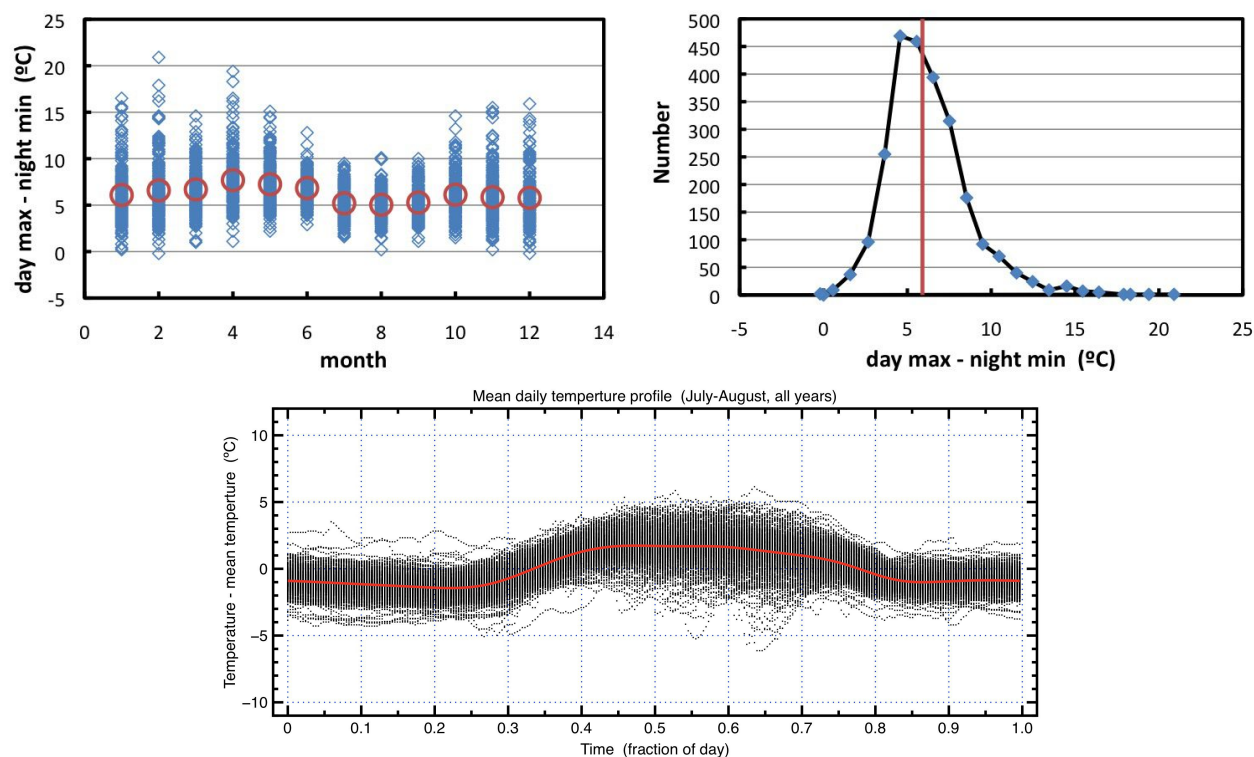 25
20
15
10
5
0
-5
day max - night min (ºC)
0 2 4 6 8 10 12 14
month
500
450
400
350
300
250
200
150
100
50
0
Number
-5 0 5 10 15 20 25
day max - night min (ºC)
Mean daily temperture profile (July-August, all years)
10
5
0
−5
−10
Temperature - mean temperture (ºC)
0 0.1 0.2 0.3 0.4 0.5 0.6 0.7 0.8 0.9 1.0
Time (fraction of day)